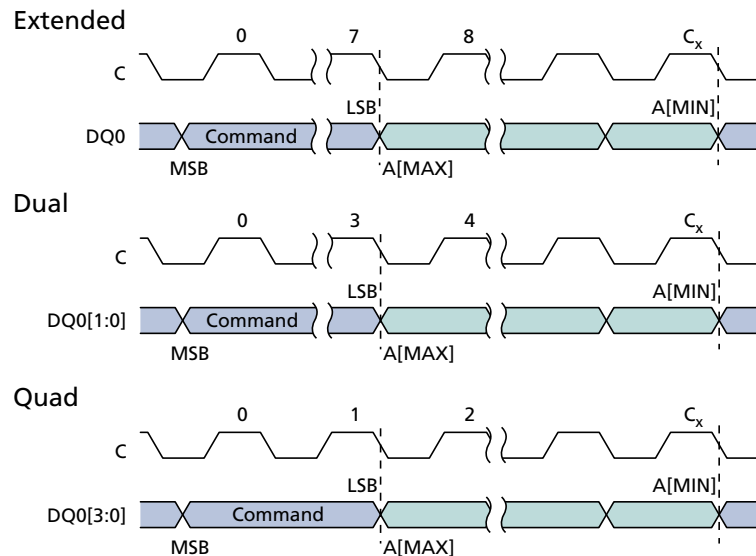 Extended
0 7 8 Cx
C
LSB A[MIN]
DQ0 Command
MSB A[MAX]
Dual
0 3 4 Cx
C
LSB A[MIN]
DQ0[1:0] Command
MSB A[MAX]
Quad
0 1 2 Cx
C
LSB A[MIN]
DQ0[3:0] Command
MSB A[MAX]